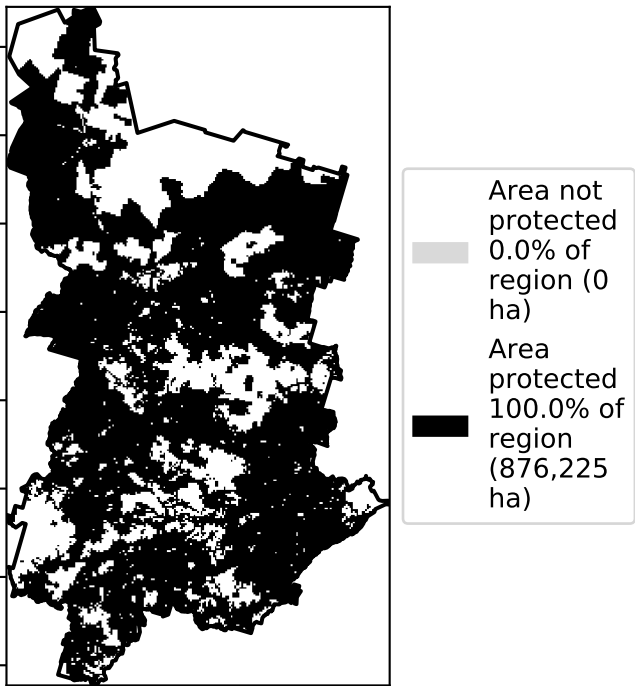 Area not
protected
0.0% of
region (0
ha)
Area
protected
100.0% of
region
(876,225
ha)